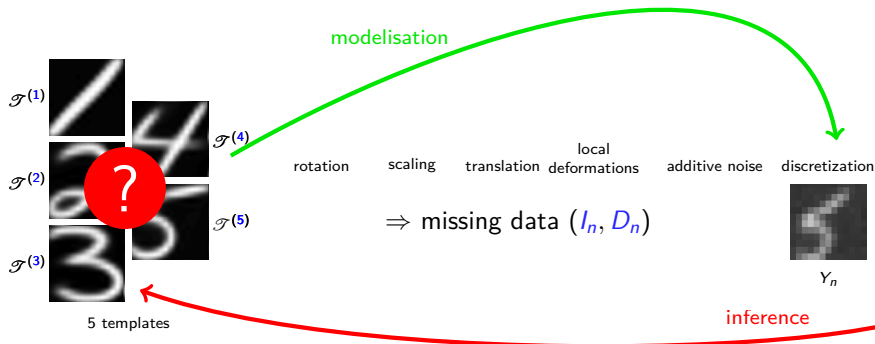 modelisation
𝒯(1)
𝒯(4)
𝒯(2)
?
𝒯(5)
𝒯(3)
5 templates
rotation
scaling
translation
local
deformations
additive noise
discretization
⇒ missing data (Iₙ, Dₙ)
Yₙ
inference